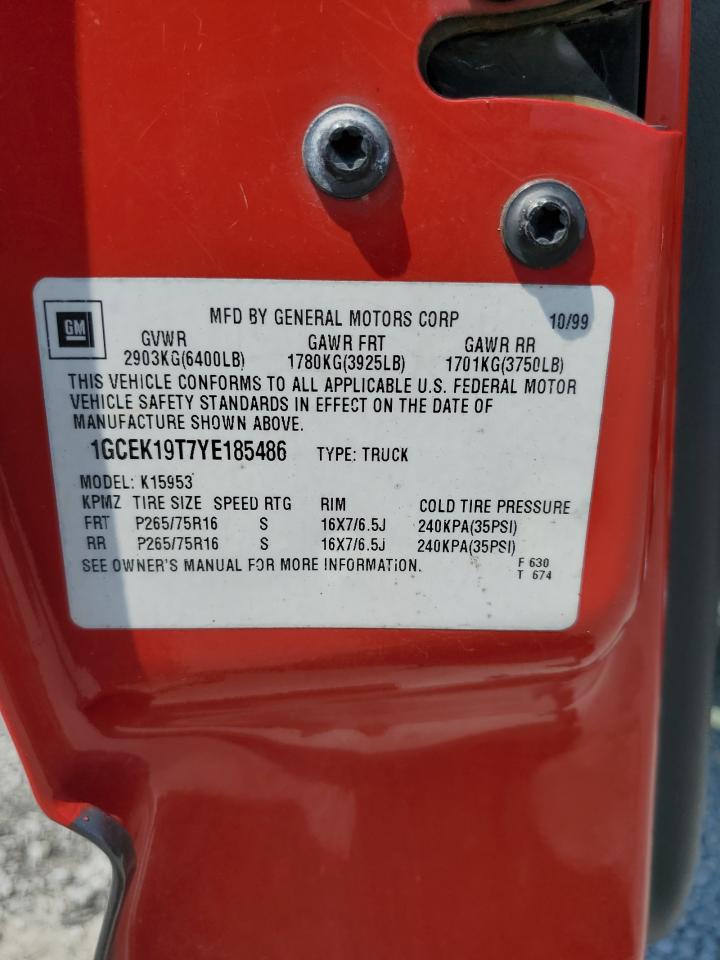 GM
MFD BY GENERAL MOTORS CORP 10/99
GVWR GAWR FRT GAWR RR
2903KG(6400LB) 1780KG(3925LB) 1701KG(3750LB)
THIS VEHICLE CONFORMS TO ALL APPLICABLE U.S. FEDERAL MOTOR
VEHICLE SAFETY STANDARDS IN EFFECT ON THE DATE OF
MANUFACTURE SHOWN ABOVE.
1GCEK19T7YE185486 TYPE: TRUCK
MODEL: K15953
KPMZ TIRE SIZE SPEED RTG RIM COLD TIRE PRESSURE
FRT P265/75R16 S 16X7/6.5J 240KPA(35PSI)
RR P265/75R16 S 16X7/6.5J 240KPA(35PSI)
SEE OWNER'S MANUAL FOR MORE INFORMATION.
F 630
T 674